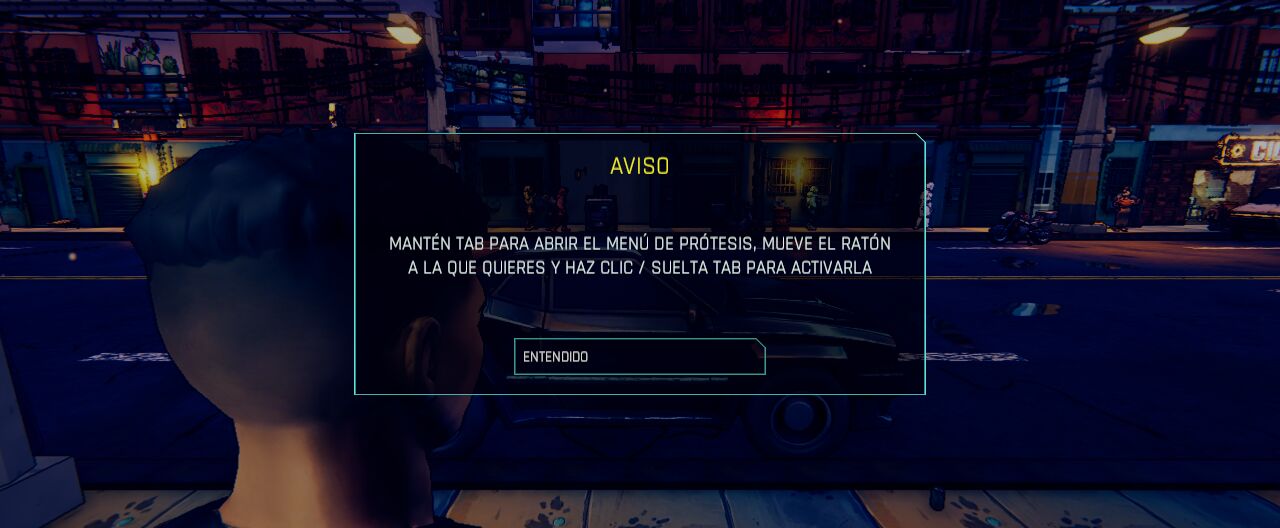 AVISO
MANTÉN TAB PARA ABRIR EL MENÚ DE PRÓTESIS, MUEVE EL RATÓN
A LA QUE QUIERES Y HAZ CLIC / SUELTA TAB PARA ACTIVARLA
ENTENDIDO